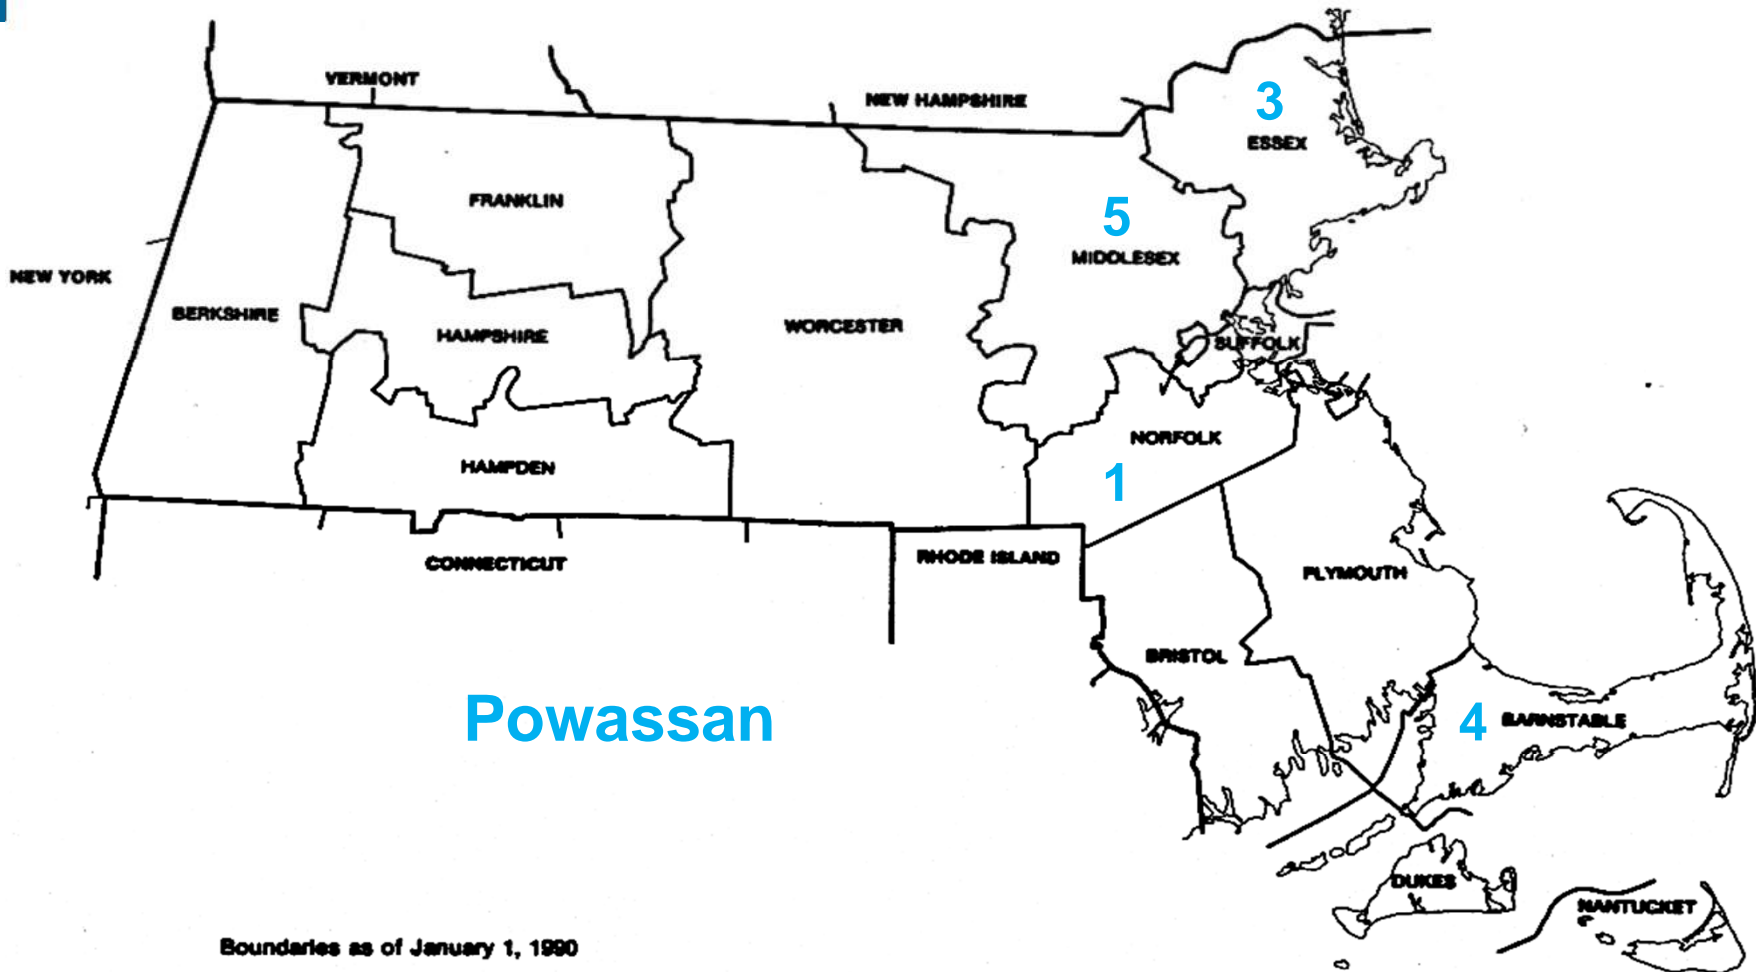 VERMONT
NEW HAMPSHIRE
3
ESSEX
FRANKLIN
5
MIDDLESEX
NEW YORK
BERKSHIRE
HAMPSHIRE
WORCESTER
SUFFOLK
NORFOLK
HAMPDEN
1
CONNECTICUT
RHODE ISLAND
PLYMOUTH
BRISTOL
Powassan
4 BARNSTABLE
DUKES
NANTUCKET
Boundaries as of January 1, 1990